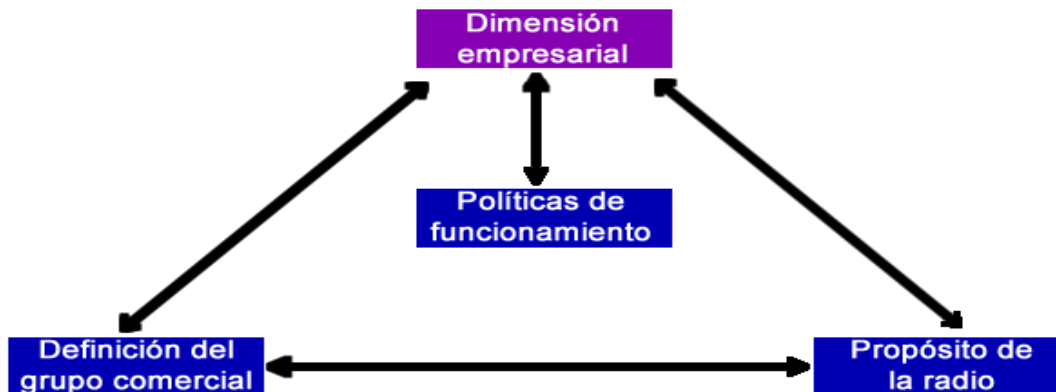 Dimensión
empresarial
Políticas de
funcionamiento
Definición del
grupo comercial
Propósito de
la radio